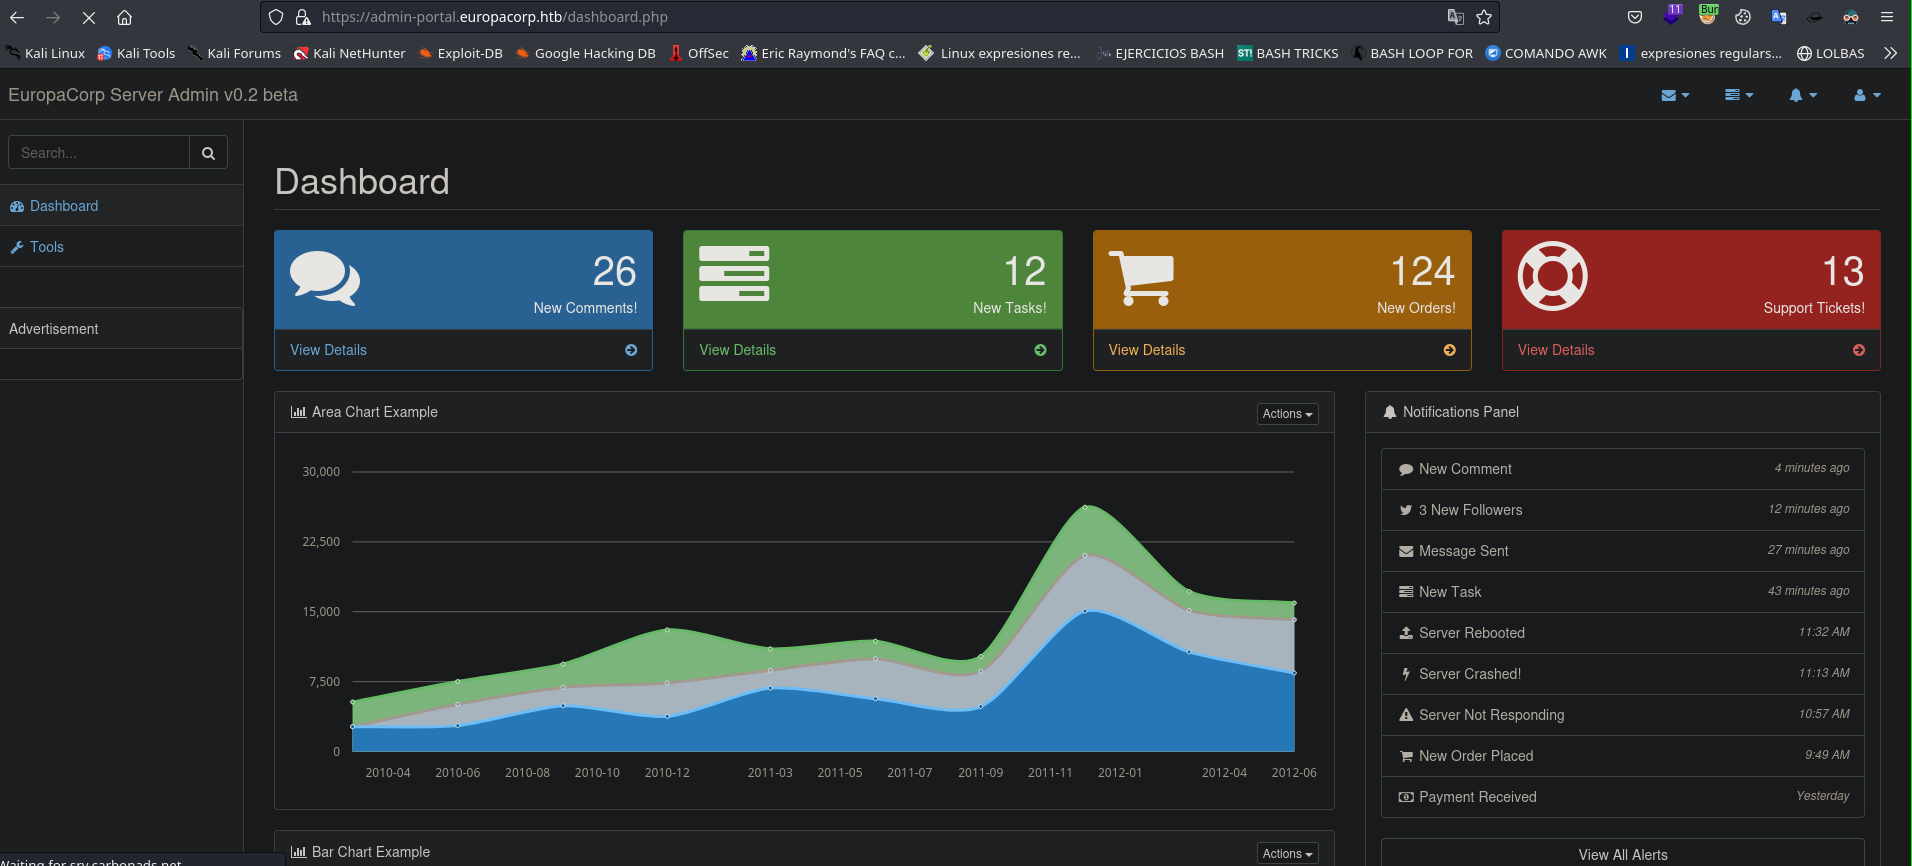 https://admin-portal.europacorp.htb/dashboard.php
11
Bur
Kali Linux Kali Tools Kali Forums Kali NetHunter Exploit-DB Google Hacking DB OffSec Eric Raymond's FAQ c... Linux expresiones re... EJERCICIOS BASH ST! BASH TRICKS BASH LOOP FOR COMANDO AWK I expresiones regulars... LOLBAS
EuropaCorp Server Admin v0.2 beta
Search...
Dashboard
Tools
Advertisement
Dashboard
26
New Comments!
View Details
12
New Tasks!
View Details
124
New Orders!
View Details
13
Support Tickets!
View Details
Area Chart Example
Actions
30,000
22,500
15,000
7,500
0
2010-04 2010-06 2010-08 2010-10 2010-12 2011-03 2011-05 2011-07 2011-09 2011-11 2012-01 2012-04 2012-06
Notifications Panel
New Comment 4 minutes ago
3 New Followers 12 minutes ago
Message Sent 27 minutes ago
New Task 43 minutes ago
Server Rebooted 11:32 AM
Server Crashed! 11:13 AM
Server Not Responding 10:57 AM
New Order Placed 9:49 AM
Payment Received Yesterday
View All Alerts
Bar Chart Example
Actions
Waiting for srv.carbonads.net